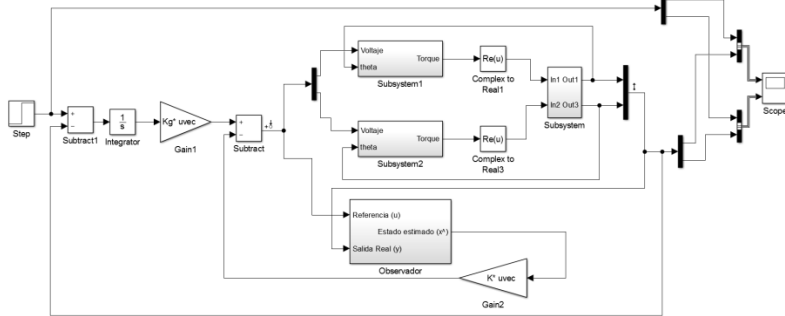 Voltaje
theta
Torque
Subsystem1
Re(u)
Complex to
Real1
In1 Out1
In2 Out3
Subsystem
Scope
Step
+
−
Subtract1
1
s
Integrator
Kg* uvec
Gain1
+
−
Subtract
Voltaje
theta
Torque
Subsystem2
Re(u)
Complex to
Real3
Referencia (u)
Estado estimado (x^)
Salida Real (y)
Observador
K* uvec
Gain2